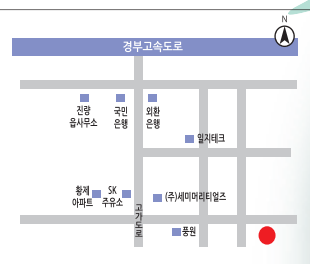 N
경부고속도로
진량
읍사무소
국민
은행
외환
은행
일지테크
황제
아파트
SK
주유소
(주)세미머리티얼즈
고가도로
풍원